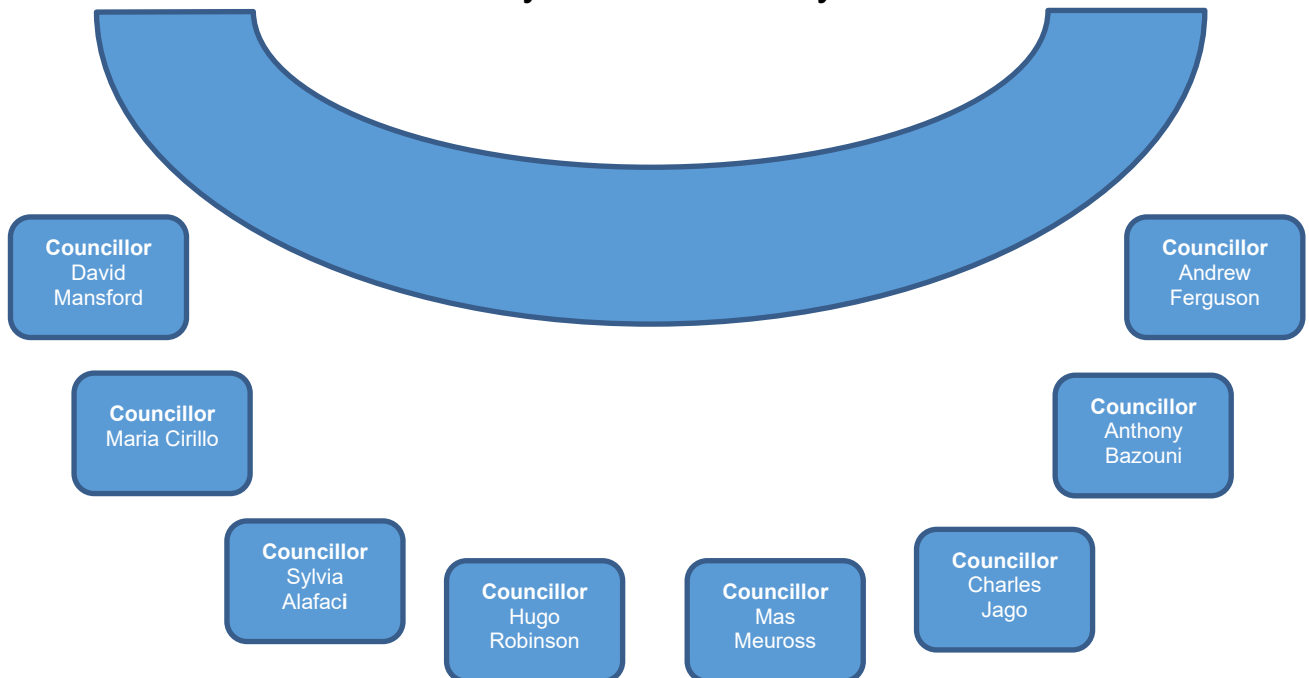 Councillor
David
Mansford
Councillor
Andrew
Ferguson
Councillor
Maria Cirillo
Councillor
Anthony
Bazouni
Councillor
Sylvia
Alafaci
Councillor
Charles
Jago
Councillor
Hugo
Robinson
Councillor
Mas
Meuross